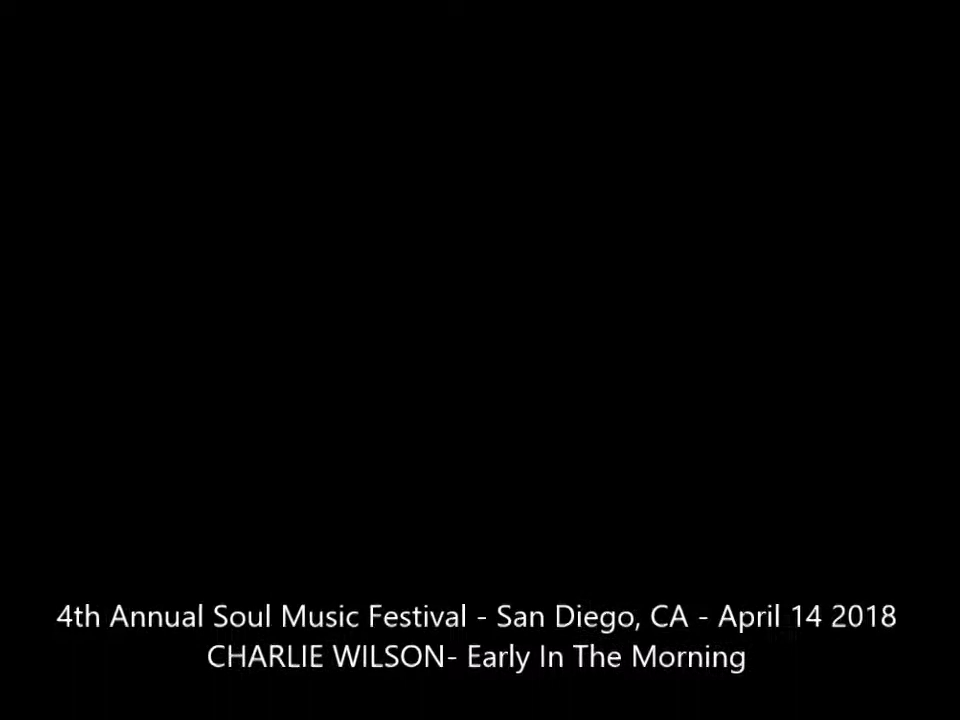 4th Annual Soul Music Festival - San Diego, CA - April 14 2018
CHARLIE WILSON- Early In The Morning